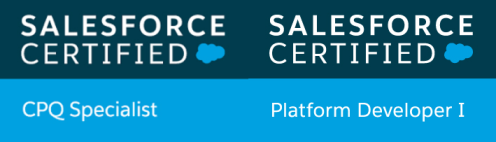 SALESFORCE
CERTIFIED
CPQ Specialist
SALESFORCE
CERTIFIED
Platform Developer I